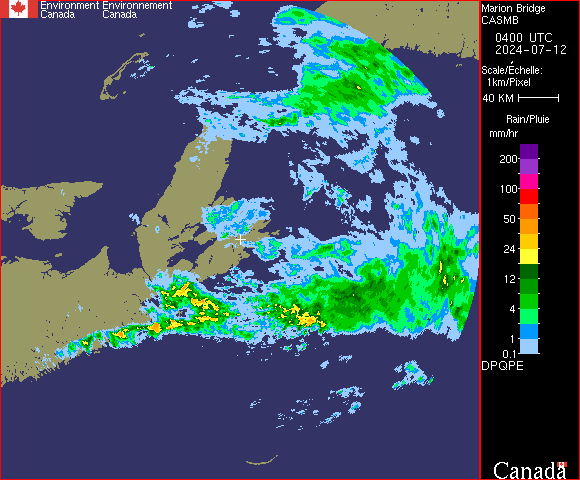 Environment Environnement
Canada Canada
Marion Bridge
CASMB
0400 UTC
2024-07-12
Scale/Échelle:
1km/Pixel
40 KM
Rain/Pluie
mm/hr
200
100
50
24
12
4
1
0.1
DPQPE
Canada